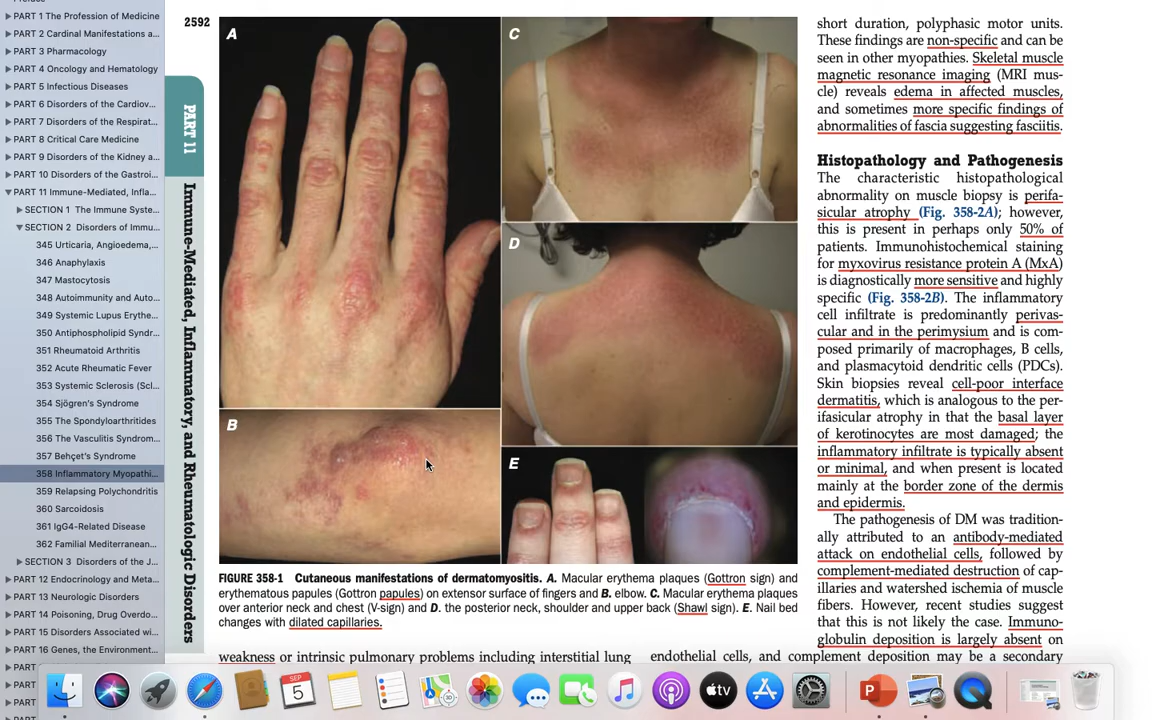 Preface
PART 1 The Profession of Medicine
PART 2 Cardinal Manifestations a...
PART 3 Pharmacology
PART 4 Oncology and Hematology
PART 5 Infectious Diseases
PART 6 Disorders of the Cardiov...
PART 7 Disorders of the Respirat...
PART 8 Critical Care Medicine
PART 9 Disorders of the Kidney a...
PART 10 Disorders of the Gastroi...
PART 11 Immune-Mediated, Infla...
SECTION 1 The Immune Syste...
SECTION 2 Disorders of Immu...
345 Urticaria, Angioedema,...
346 Anaphylaxis
347 Mastocytosis
348 Autoimmunity and Auto...
349 Systemic Lupus Erythe...
350 Antiphospholipid Syndr...
351 Rheumatoid Arthritis
352 Acute Rheumatic Fever
353 Systemic Sclerosis (Scl...
354 Sjögren's Syndrome
355 The Spondyloarthritides
356 The Vasculitis Syndrom...
357 Behçet's Syndrome
358 Inflammatory Myopathi...
359 Relapsing Polychondritis
360 Sarcoidosis
361 IgG4-Related Disease
362 Familial Mediterranean...
SECTION 3 Disorders of the J...
PART 12 Endocrinology and Meta...
PART 13 Neurologic Disorders
PART 14 Poisoning, Drug Overdo...
PART 15 Disorders Associated wi...
PART 16 Genes, the Environment...
PART
PART
PART
PART
2592
PART 11
Immune-Mediated, Inflammatory, and Rheumatologic Disorders
A
B
C
D
E
FIGURE 358-1 Cutaneous manifestations of dermatomyositis. A. Macular erythema plaques (Gottron sign) and
erythematous papules (Gottron papules) on extensor surface of fingers and B. elbow. C. Macular erythema plaques
over anterior neck and chest (V-sign) and D. the posterior neck, shoulder and upper back (Shawl sign). E. Nail bed
changes with dilated capillaries.
weakness or intrinsic pulmonary problems including interstitial lung
short duration, polyphasic motor units.
These findings are non-specific and can be
seen in other myopathies. Skeletal muscle
magnetic resonance imaging (MRI mus-
cle) reveals edema in affected muscles,
and sometimes more specific findings of
abnormalities of fascia suggesting fasciitis.
Histopathology and Pathogenesis
The characteristic histopathological
abnormality on muscle biopsy is perifa-
sicular atrophy (Fig. 358-2A); however,
this is present in perhaps only 50% of
patients. Immunohistochemical staining
for myxovirus resistance protein A (MxA)
is diagnostically more sensitive and highly
specific (Fig. 358-2B). The inflammatory
cell infiltrate is predominantly perivas-
cular and in the perimysium and is com-
posed primarily of macrophages, B cells,
and plasmacytoid dendritic cells (PDCs).
Skin biopsies reveal cell-poor interface
dermatitis, which is analogous to the per-
ifasicular atrophy in that the basal layer
of kerotinocytes are most damaged; the
inflammatory infiltrate is typically absent
or minimal, and when present is located
mainly at the border zone of the dermis
and epidermis.
The pathogenesis of DM was tradition-
ally attributed to an antibody-mediated
attack on endothelial cells, followed by
complement-mediated destruction of cap-
illaries and watershed ischemia of muscle
fibers. However, recent studies suggest
that this is not likely the case. Immuno-
globulin deposition is largely absent on
endothelial cells, and complement deposition may be a secondary
SEP
5
tv
P